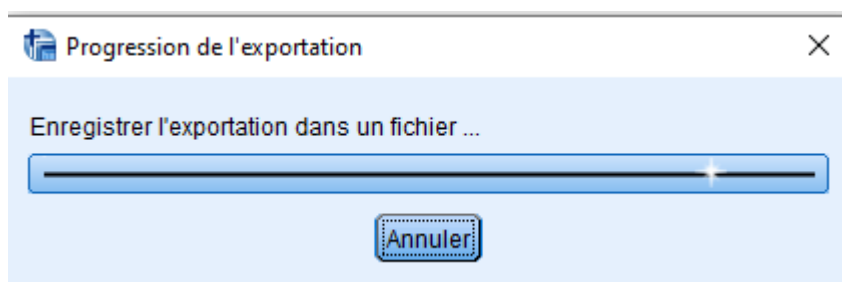 Progression de l'exportation
Enregistrer l'exportation dans un fichier ...
Annuler